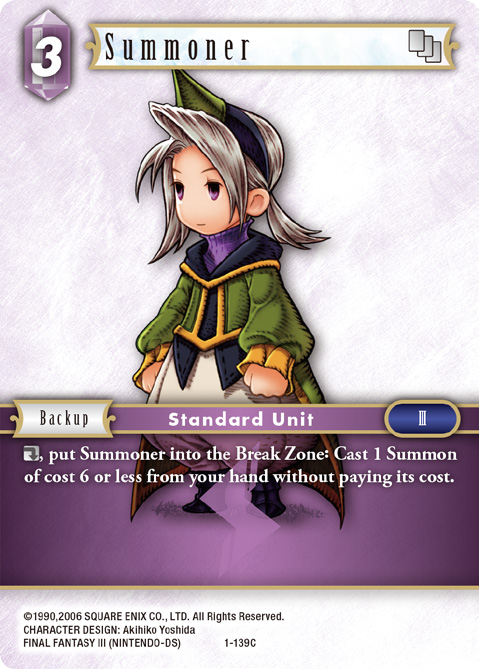 3
Summoner
Backup
Standard Unit
III
, put Summoner into the Break Zone: Cast 1 Summon
of cost 6 or less from your hand without paying its cost.
©1990,2006 SQUARE ENIX CO., LTD. All Rights Reserved.
CHARACTER DESIGN: Akihiko Yoshida
FINAL FANTASY III (NINTENDO-DS)
1-139C